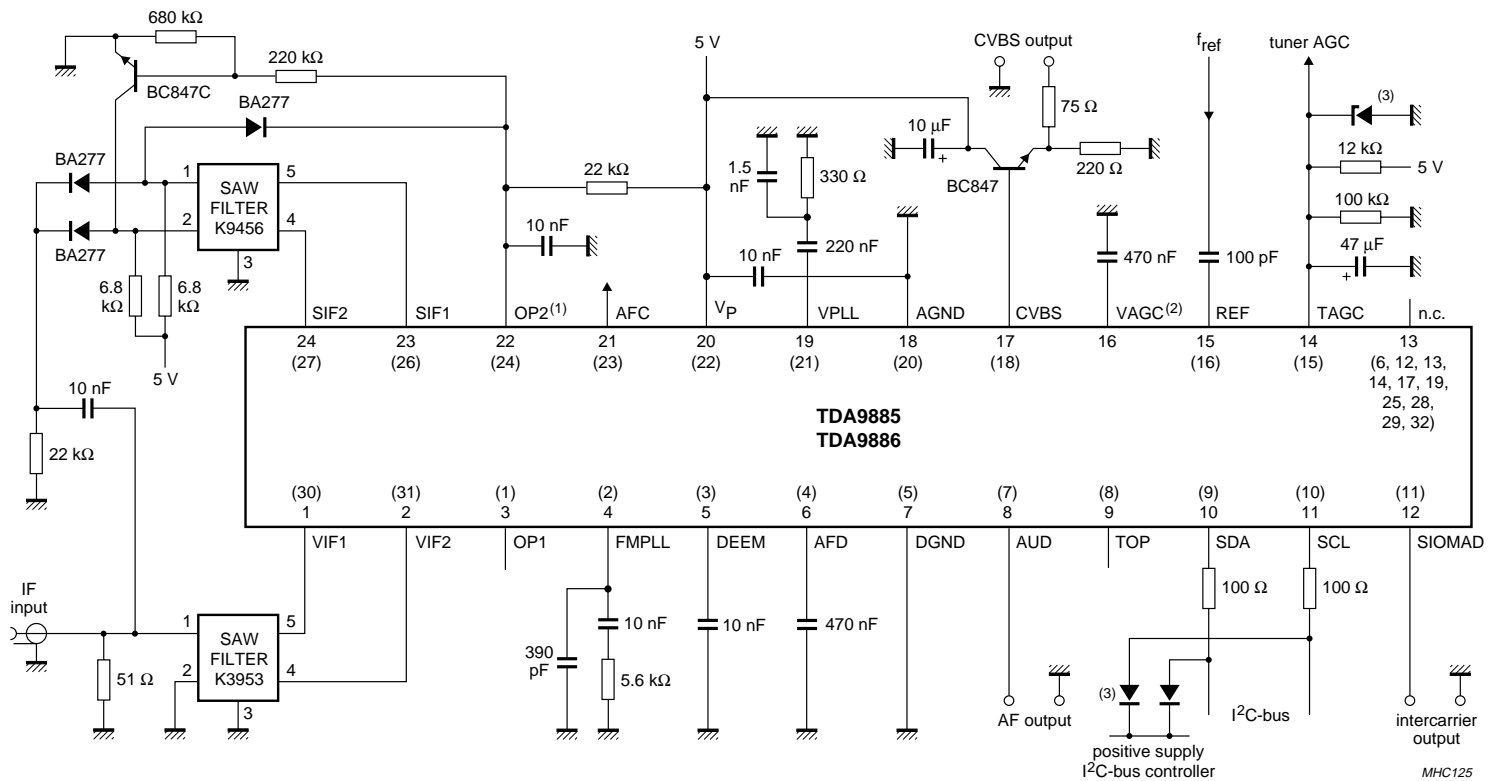 680 kΩ
220 kΩ
BC847C
BA277
BA277
BA277
1
2
5
4
3
SAW
FILTER
K9456
6.8
kΩ
6.8
kΩ
5 V
10 nF
22 kΩ
22 kΩ
10 nF
5 V
1.5
nF
330 Ω
220 nF
10 nF
10 µF
+
BC847
CVBS output
75 Ω
220 Ω
470 nF
fref
100 pF
tuner AGC
(3)
12 kΩ
5 V
100 kΩ
47 µF
+
SIF2
SIF1
OP2(1)
AFC
VP
VPLL
AGND
CVBS
VAGC(2)
REF
TAGC
n.c.
24
23
22
21
20
19
18
17
16
15
14
13
(27)
(26)
(24)
(23)
(22)
(21)
(20)
(18)
(16)
(15)
(6, 12, 13,
14, 17, 19,
25, 28,
29, 32)
TDA9885
TDA9886
(30)
(31)
(1)
(2)
(3)
(4)
(5)
(7)
(8)
(9)
(10)
(11)
1
2
3
4
5
6
7
8
9
10
11
12
VIF1
VIF2
OP1
FMPLL
DEEM
AFD
DGND
AUD
TOP
SDA
SCL
SIOMAD
IF
input
51 Ω
1
2
5
4
3
SAW
FILTER
K3953
390
pF
10 nF
5.6 kΩ
10 nF
470 nF
AF output
100 Ω
100 Ω
(3)
I2C-bus
positive supply
I2C-bus controller
intercarrier
output
MHC125